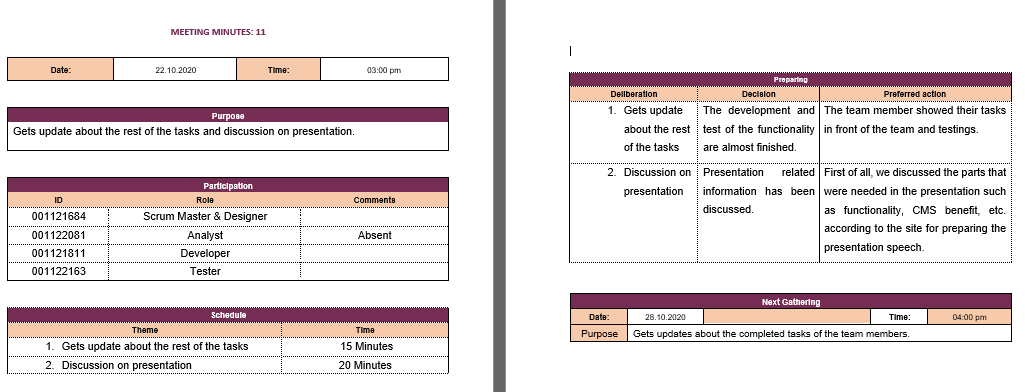 MEETING MINUTES: 11
Date: 22.10.2020 Time: 03:00 pm
Purpose
Gets update about the rest of the tasks and discussion on presentation.
Participation
ID Role Comments
001121684 Scrum Master & Designer
001122081 Analyst Absent
001121811 Developer
001122163 Tester
Schedule
Theme Time
1. Gets update about the rest of the tasks 15 Minutes
2. Discussion on presentation 20 Minutes
Preparing
Deliberation Decision Preferred action
1. Gets update The development and The team member showed their tasks
about the rest test of the functionality in front of the team and testings.
of the tasks are almost finished.
2. Discussion on Presentation related First of all, we discussed the parts that
presentation information has been were needed in the presentation such
discussed. as functionality, CMS benefit, etc.
according to the site for preparing the
presentation speech.
Next Gathering
Date: 28.10.2020 Time: 04:00 pm
Purpose Gets updates about the completed tasks of the team members.